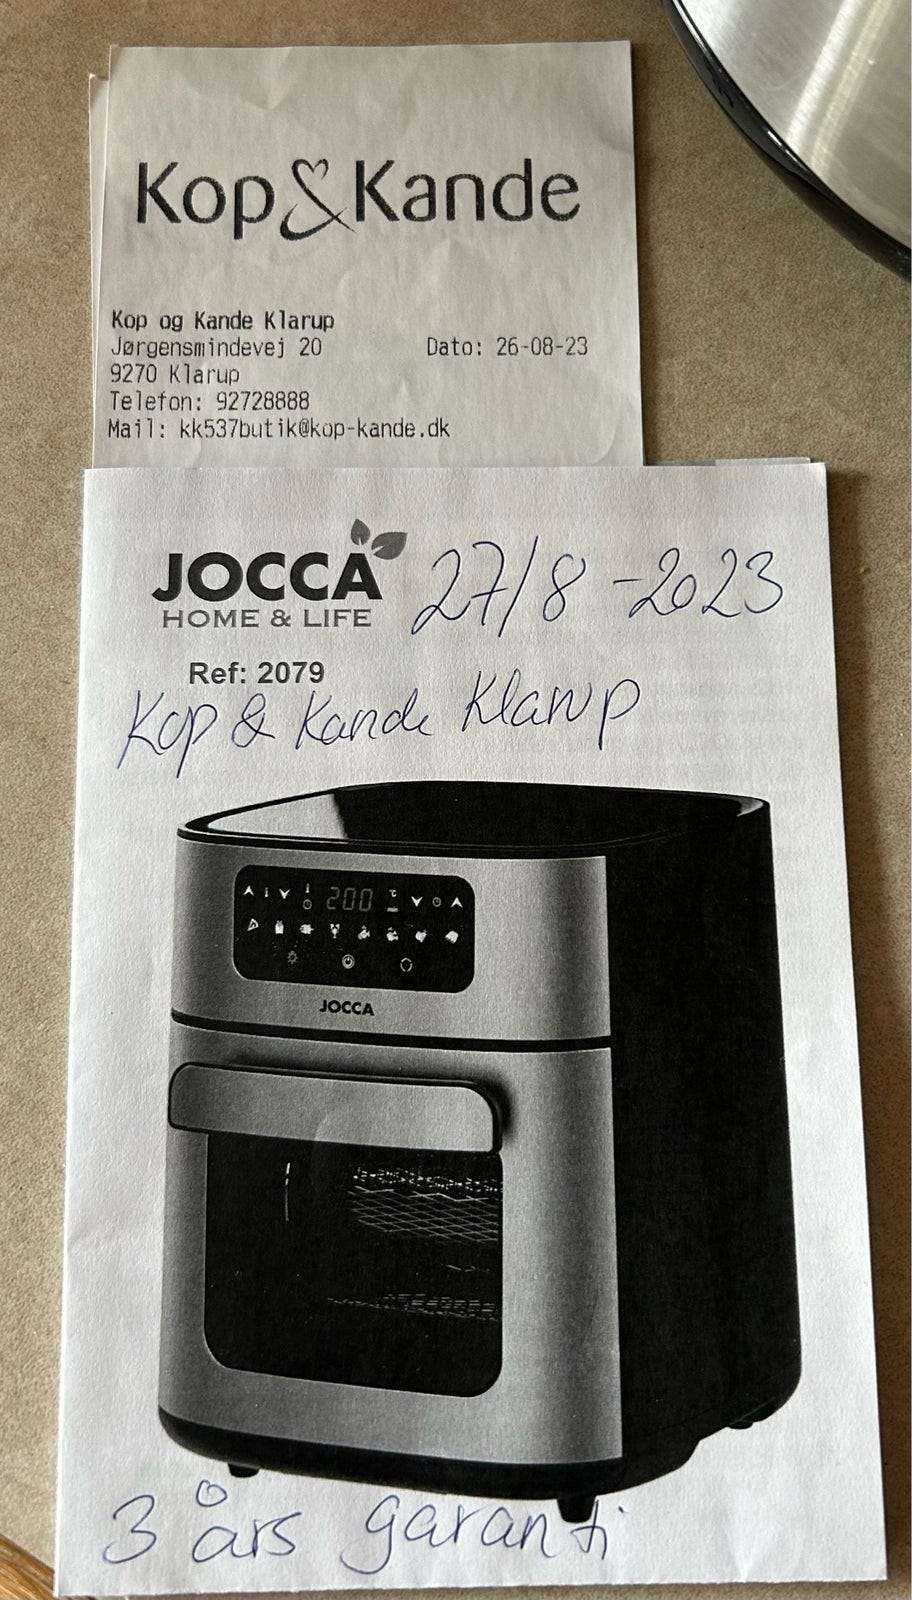 Kop & Kande
Kop og Kande Klarup
Jørgensmindevej 20 Dato: 26-08-23
9270 Klarup
Telefon: 92728888
Mail: kk537butik@kop-kande.dk
JOCCA
HOME & LIFE
27/8-2023
Ref: 2079
Kop & Kande Klarup
200 °C
min
JOCCA
3 års garanti